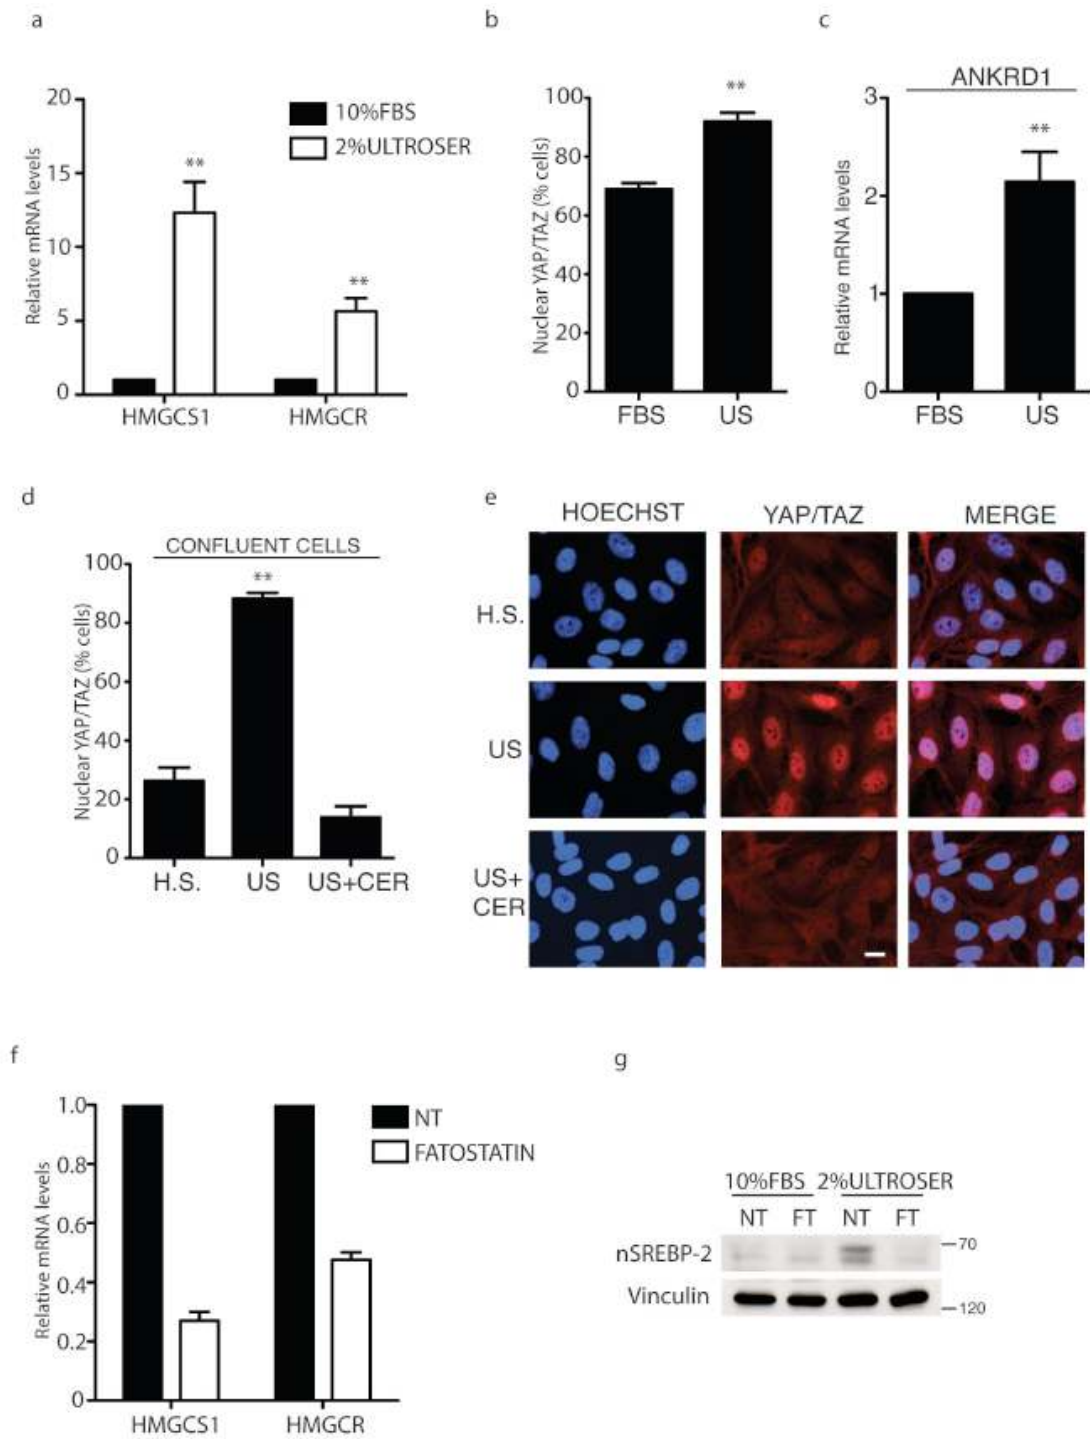 a
20
15
10
5
0
Relative mRNA levels
10%FBS
2%ULTROSER
**
**
HMGCS1
HMGCR
b
100
80
60
40
20
0
Nuclear YAP/TAZ (% cells)
**
FBS
US
c
ANKRD1
3
2
1
0
Relative mRNA levels
**
FBS
US
d
CONFLUENT CELLS
100
80
60
40
20
0
Nuclear YAP/TAZ (% cells)
**
H.S.
US
US+CER
e
HOECHST
YAP/TAZ
MERGE
H.S.
US
US+
CER
f
1.0
0.8
0.6
0.4
0.2
0
Relative mRNA levels
NT
FATOSTATIN
HMGCS1
HMGCR
g
10%FBS 2%ULTROSER
NT FT NT FT
nSREBP-2
70
Vinculin
120